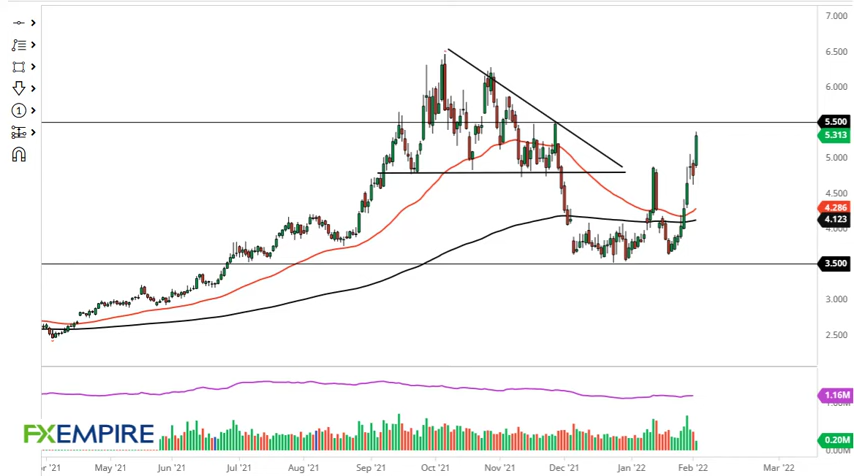 7.000
6.500
6.000
5.500
5.313
5.000
4.500
4.286
4.123
4.000
3.500
3.000
2.500
1.16M
0.20M
0.00M
FXEMPIRE
1
May '21
Jun '21
Jul '21
Aug '21
Sep '21
Oct '21
Nov '21
Dec '21
Jan '22
Feb '22
Mar '22